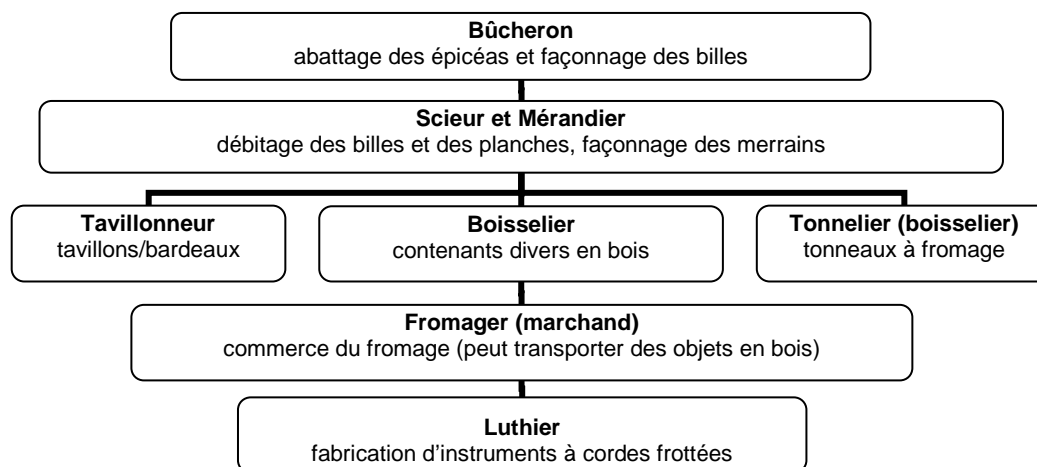 Bûcheron
abattage des épicéas et façonnage des billes
Scieur et Mérandier
débitage des billes et des planches, façonnage des merrains
Tavillonneur
tavillons/bardeaux
Boisselier
contenants divers en bois
Tonnelier (boisselier)
tonneaux à fromage
Fromager (marchand)
commerce du fromage (peut transporter des objets en bois)
Luthier
fabrication d'instruments à cordes frottées